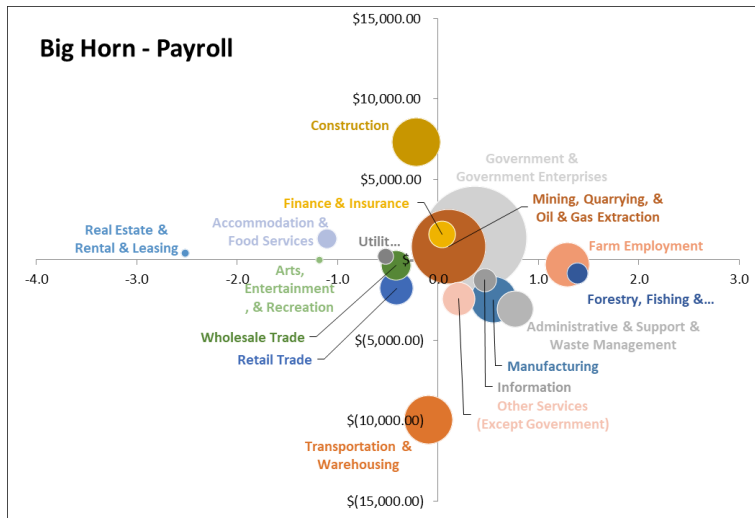 $15,000.00
Big Horn - Payroll
$10,000.00
Construction
Government &
Government Enterprises
$5,000.00
Finance & Insurance
Mining, Quarrying, &
Oil & Gas Extraction
Real Estate &
Rental & Leasing
Accommodation &
Food Services
Utilit...
Farm Employment
$-
-4.0 -3.0 -2.0 -1.0 0.0 1.0 2.0 3.0
Arts,
Entertainment
, & Recreation
Forestry, Fishing &...
Wholesale Trade
Retail Trade
$(5,000.00)
Administrative & Support &
Waste Management
Manufacturing
Information
Other Services
(Except Government)
$(10,000.00)
Transportation &
Warehousing
$(15,000.00)